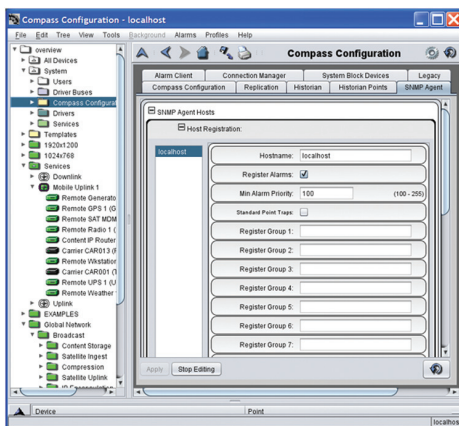 Compass Configuration - localhost
File Edit Tree View Tools Background Alarms Profiles Help
overview
All Devices
System
Users
Driver Buses
Compass Configurat
Drivers
Services
Templates
1920x1200
1024x768
Services
Downlink
Mobile Uplink 1
Remote Generato
Remote GPS 1 (G
Remote SAT MDM
Remote Radio 1 (
Content IP Router
Carrier CAR013 (F
Remote Wkstation
Carrier CAR001 (T
Remote UPS 1 (U
Remote Weather
Uplink
EXAMPLES
Global Network
Broadcast
Content Storage
Satellite Ingest
Compression
Satellite Uplink
Compass Configuration
Alarm Client Connection Manager System Block Devices Legacy
Compass Configuration Replication Historian Historian Points SNMP Agent
SNMP Agent Hosts
Host Registration:
localhost
Hostname: localhost
Register Alarms:
Min Alarm Priority: 100 (100 - 255)
Standard Point Traps:
Register Group 1:
Register Group 2:
Register Group 3:
Register Group 4:
Register Group 5:
Register Group 6:
Register Group 7:
Apply Stop Editing
Device Point
localhos